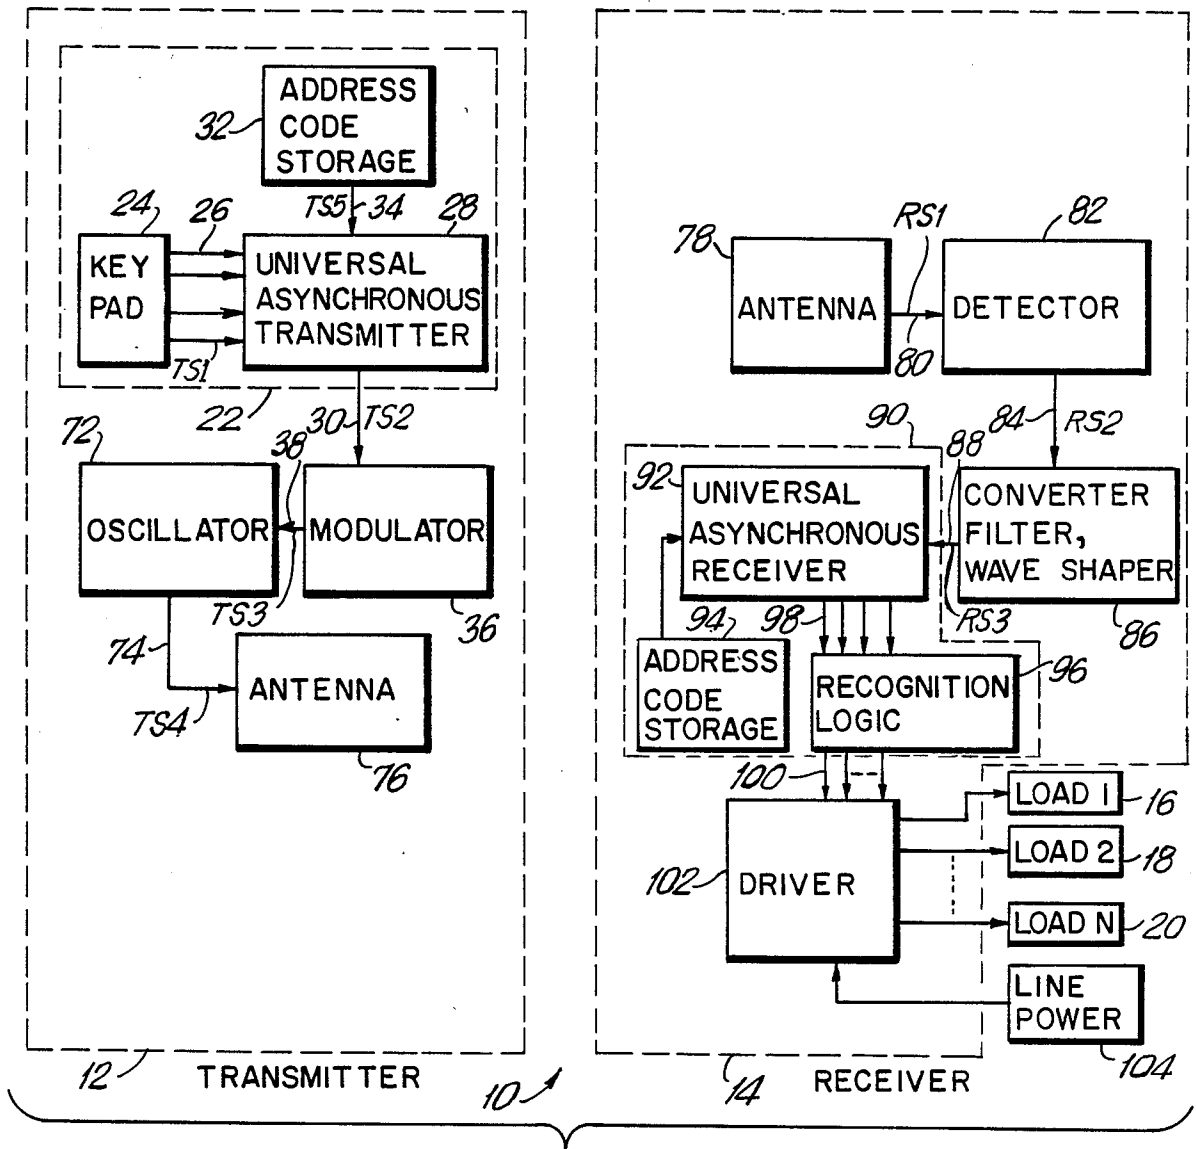 ADDRESS
CODE
STORAGE
32
TS5
34
24
26
28
KEY
PAD
UNIVERSAL
ASYNCHRONOUS
TRANSMITTER
TS1
22
30
TS2
72
38
OSCILLATOR
MODULATOR
TS3
36
74
TS4
ANTENNA
76
12
TRANSMITTER
10
78
RS1
82
ANTENNA
DETECTOR
80
84
RS2
90
88
92
UNIVERSAL
ASYNCHRONOUS
RECEIVER
CONVERTER
FILTER,
WAVE SHAPER
RS3
86
94
98
ADDRESS
CODE
STORAGE
RECOGNITION
LOGIC
96
100
LOAD 1
16
102
DRIVER
LOAD 2
18
LOAD N
20
LINE
POWER
104
14
RECEIVER